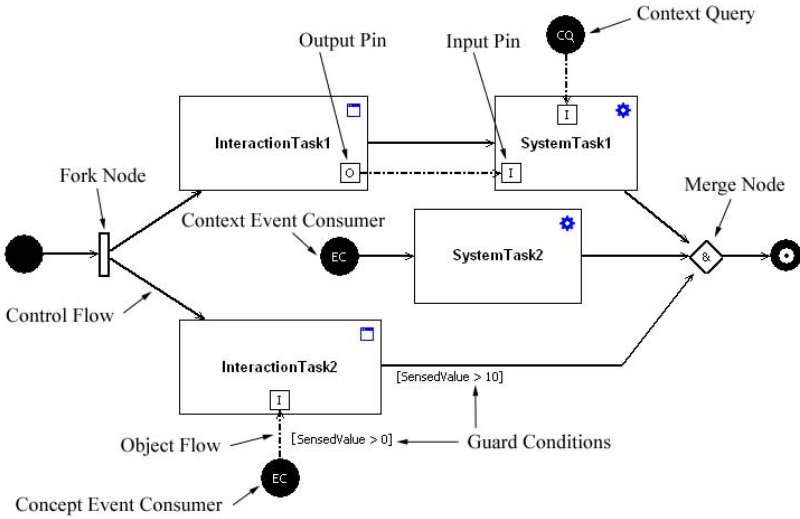 Context Query
CQ
Output Pin
Input Pin
I
InteractionTask1
SystemTask1
O
I
Fork Node
Merge Node
Context Event Consumer
EC
SystemTask2
&
Control Flow
InteractionTask2
[SensedValue > 10]
I
Object Flow
[SensedValue > 0]
Guard Conditions
EC
Concept Event Consumer